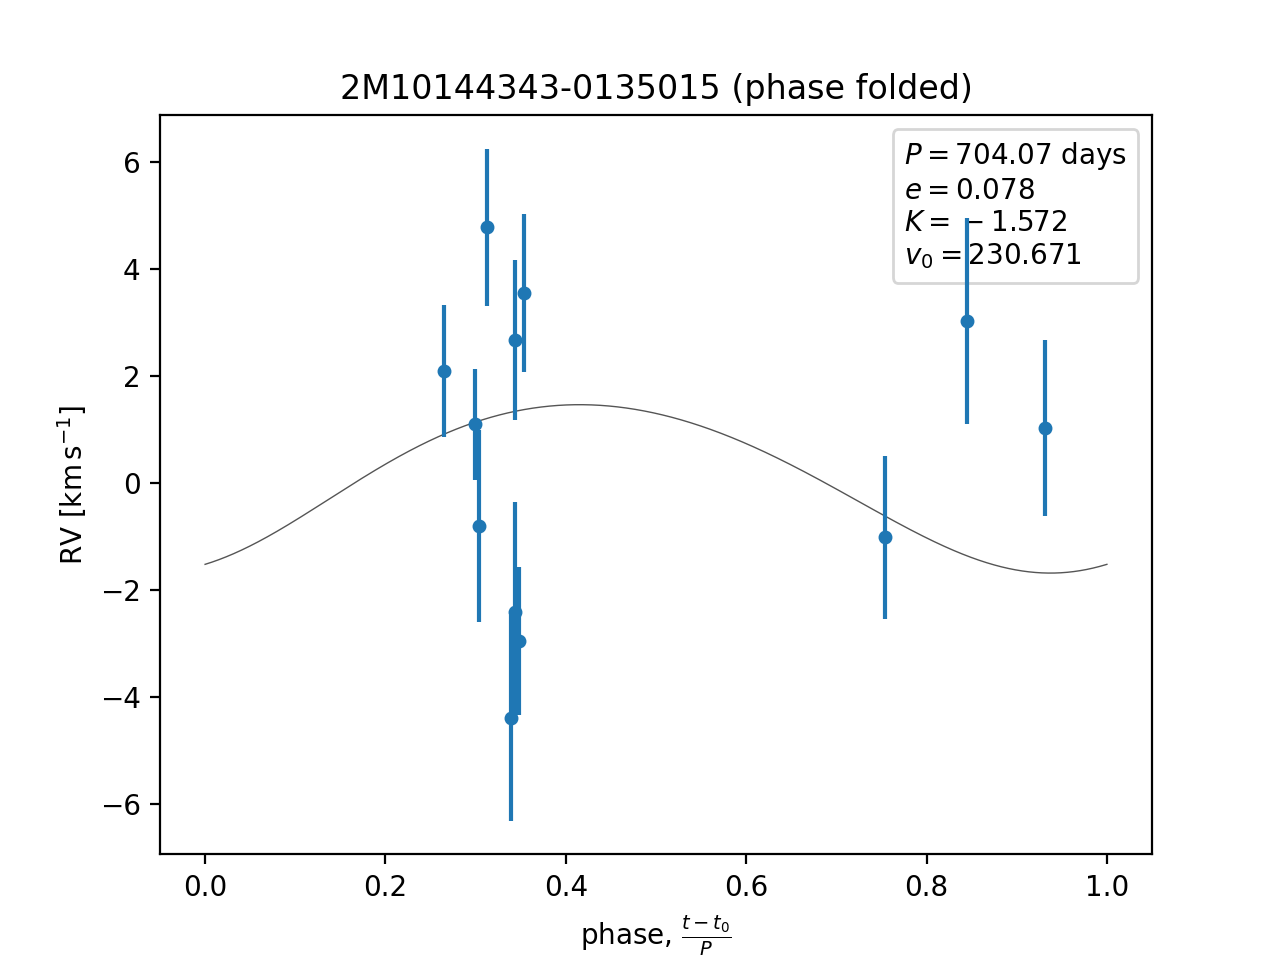 2M10144343-0135015 (phase folded)
P = 704.07 days
e = 0.078
K = −1.572
v₀ = 230.671
6
4
2
0
−2
−4
−6
RV [km s⁻¹]
0.0 0.2 0.4 0.6 0.8 1.0
phase, (t − t₀)/P